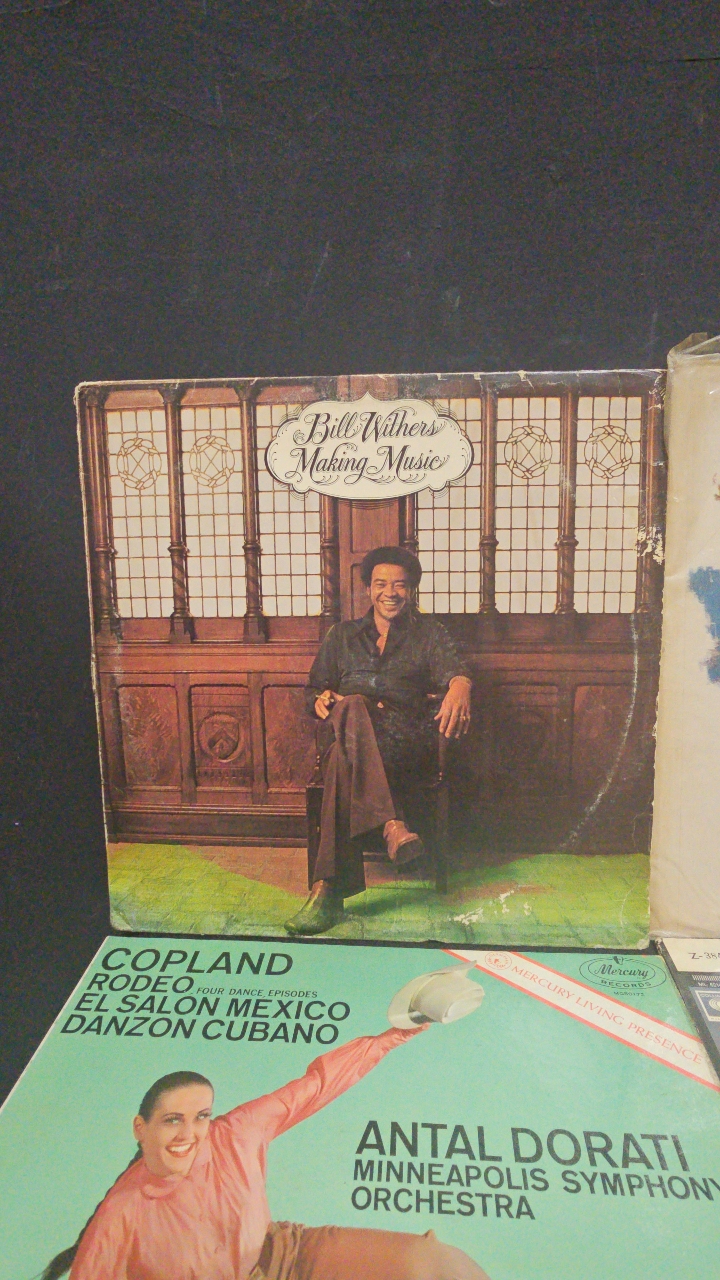 Bill Withers
Making Music
COPLAND
RODEO FOUR DANCE EPISODES
EL SALON MEXICO
DANZON CUBANO
MERCURY LIVING PRESENCE
Mercury
RECORDS
ANTAL DORATI
MINNEAPOLIS SYMPHONY
ORCHESTRA